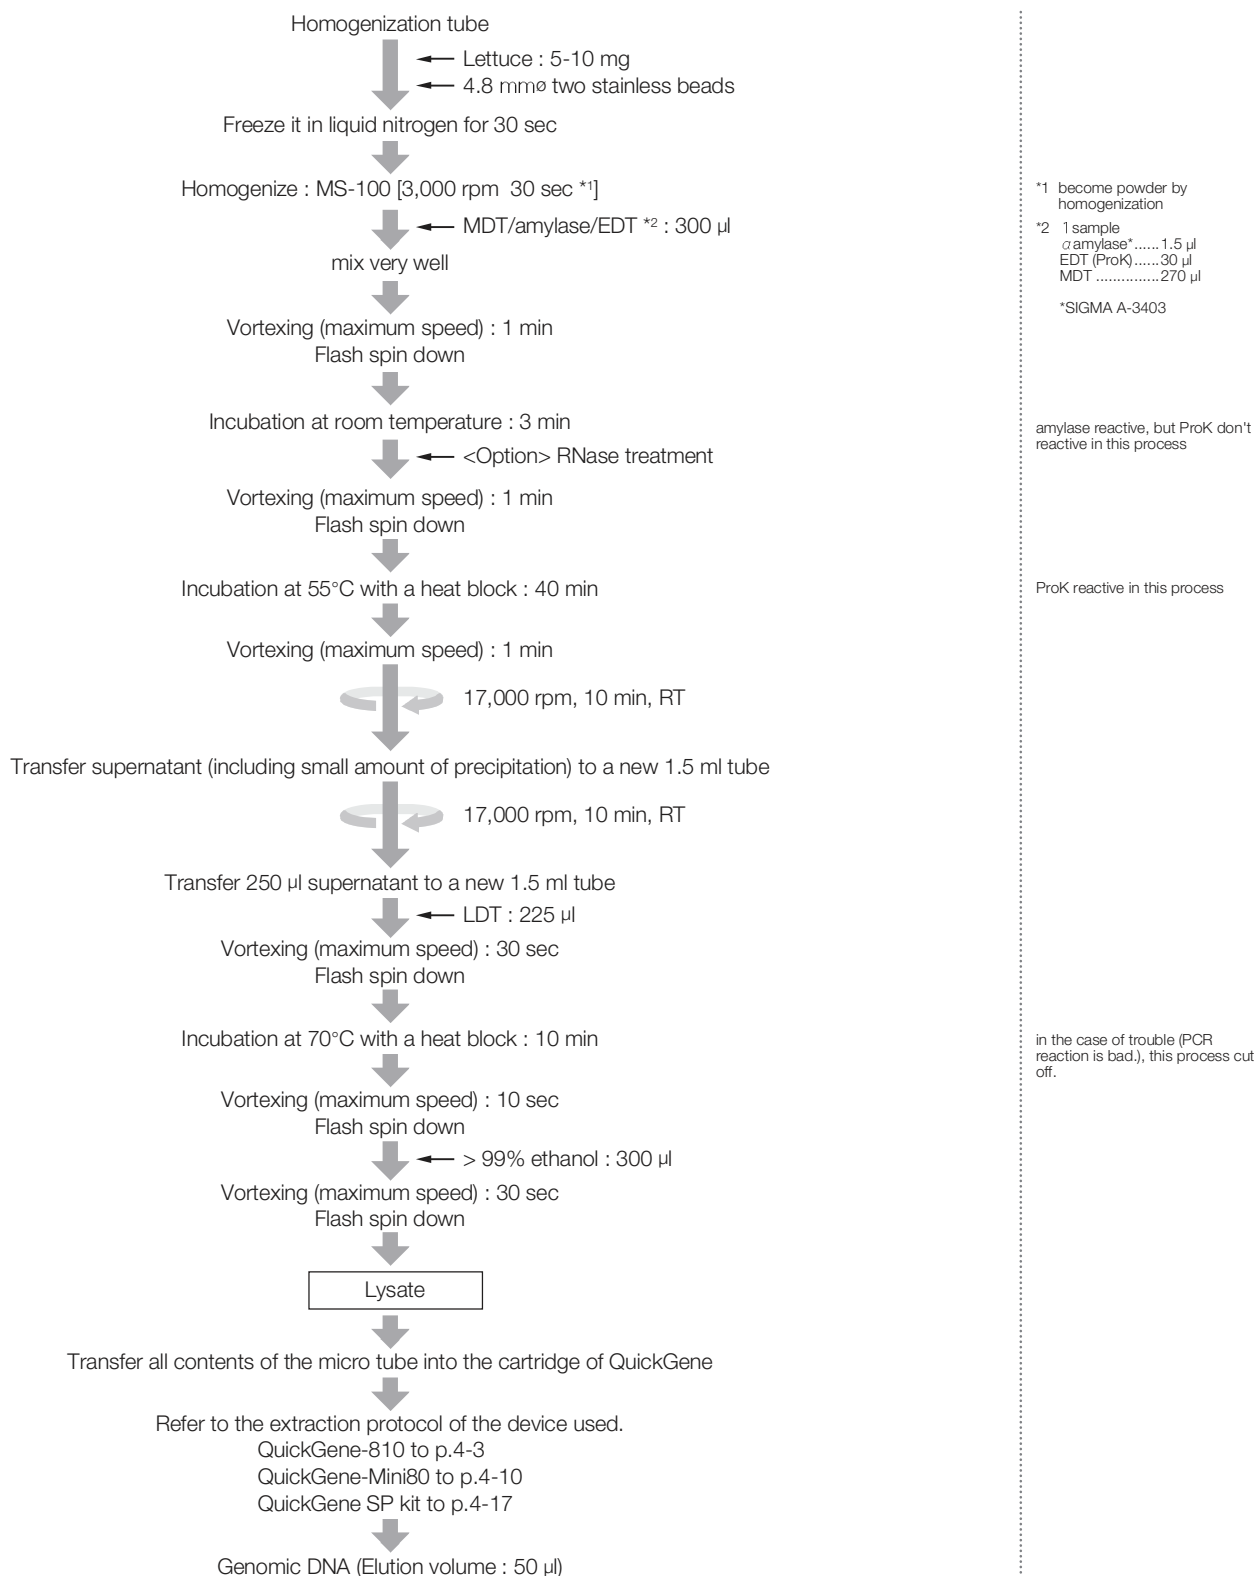 Homogenization tube
Lettuce : 5-10 mg
4.8 mmø two stainless beads
Freeze it in liquid nitrogen for 30 sec
Homogenize : MS-100 [3,000 rpm 30 sec *1]
*1 become powder by
homogenization
MDT/amylase/EDT *2 : 300 μl
*2 1 sample
α amylase*......1.5 μl
EDT (ProK)......30 μl
MDT ...............270 μl
*SIGMA A-3403
mix very well
Vortexing (maximum speed) : 1 min
Flash spin down
Incubation at room temperature : 3 min
amylase reactive, but ProK don't
reactive in this process
<Option> RNase treatment
Vortexing (maximum speed) : 1 min
Flash spin down
Incubation at 55°C with a heat block : 40 min
ProK reactive in this process
Vortexing (maximum speed) : 1 min
17,000 rpm, 10 min, RT
Transfer supernatant (including small amount of precipitation) to a new 1.5 ml tube
17,000 rpm, 10 min, RT
Transfer 250 μl supernatant to a new 1.5 ml tube
LDT : 225 μl
Vortexing (maximum speed) : 30 sec
Flash spin down
Incubation at 70°C with a heat block : 10 min
in the case of trouble (PCR
reaction is bad.), this process cut
off.
Vortexing (maximum speed) : 10 sec
Flash spin down
> 99% ethanol : 300 μl
Vortexing (maximum speed) : 30 sec
Flash spin down
Lysate
Transfer all contents of the micro tube into the cartridge of QuickGene
Refer to the extraction protocol of the device used.
QuickGene-810 to p.4-3
QuickGene-Mini80 to p.4-10
QuickGene SP kit to p.4-17
Genomic DNA (Elution volume : 50 μl)